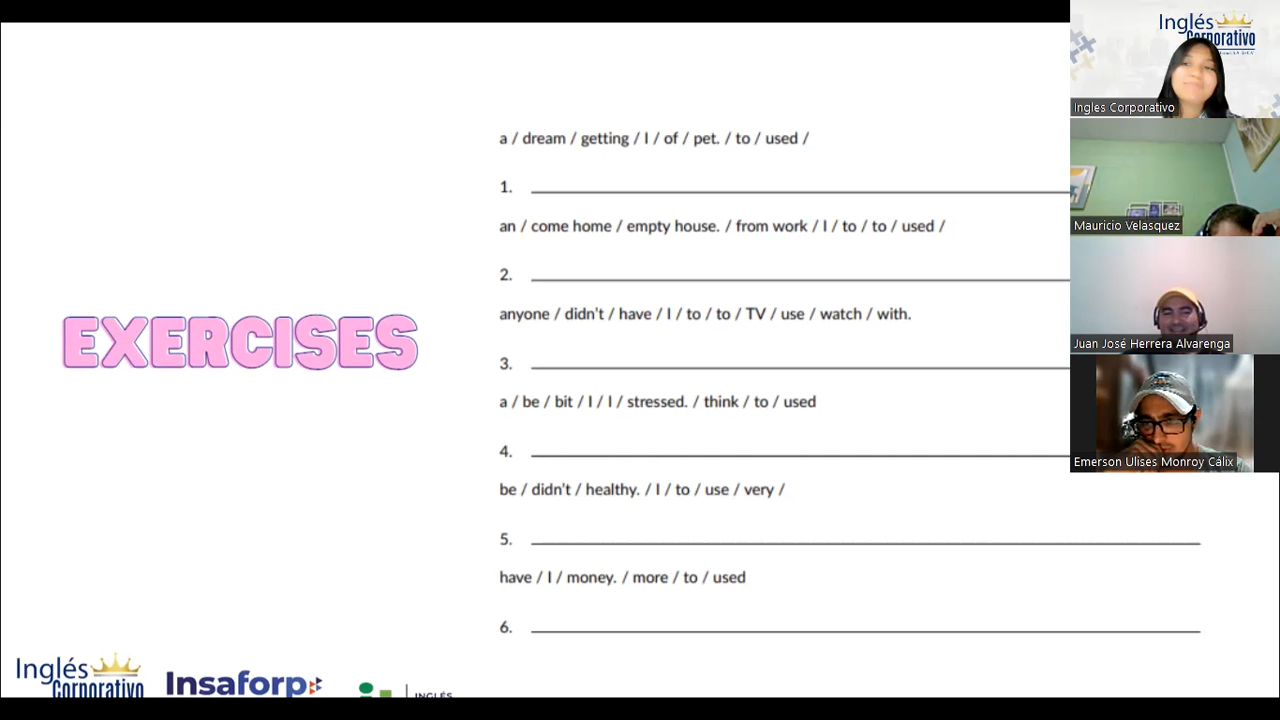 a / dream / getting / I / of / pet. / to / used /
1.
an / come home / empty house. / from work / I / to / to / used /
2.
anyone / didn't / have / I / to / to / TV / use / watch / with.
3.
a / be / bit / I / I / stressed. / think / to / used
4.
be / didn't / healthy. / I / to / use / very /
5.
have / I / money. / more / to / used
6.
EXERCISES
Inglés
Corporativo
Insaforp
INGLÉS
Inglés
Corporativo
Ingles Corporativo
Mauricio Velasquez
Juan José Herrera Alvarenga
Emerson Ulises Monroy Cálix